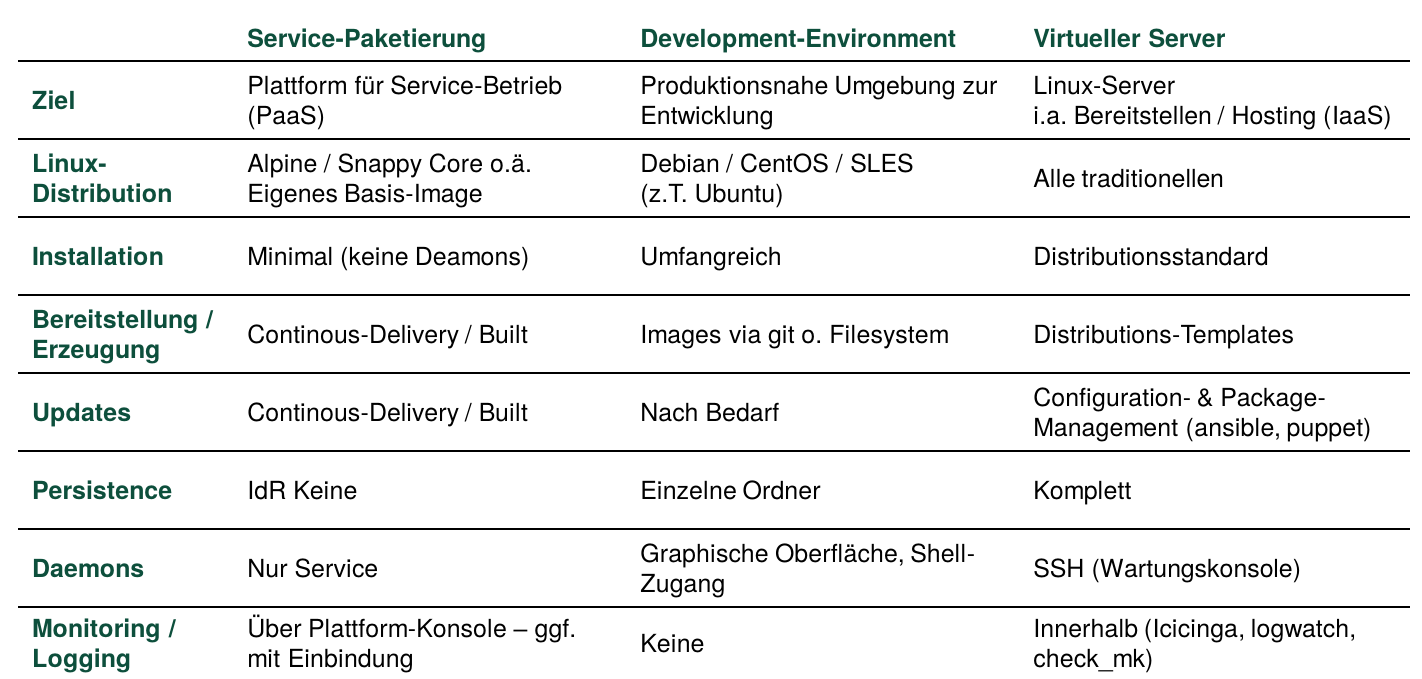 Service-Paketierung Development-Environment Virtueller Server
Ziel
Plattform für Service-Betrieb
(PaaS)
Produktionsnahe Umgebung zur
Entwicklung
Linux-Server
i.a. Bereitstellen / Hosting (IaaS)
Linux-
Distribution
Alpine / Snappy Core o.ä.
Eigenes Basis-Image
Debian / CentOS / SLES
(z.T. Ubuntu)
Alle traditionellen
Installation
Minimal (keine Deamons)
Umfangreich
Distributionsstandard
Bereitstellung /
Erzeugung
Continous-Delivery / Built
Images via git o. Filesystem
Distributions-Templates
Updates
Continous-Delivery / Built
Nach Bedarf
Configuration- & Package-
Management (ansible, puppet)
Persistence
IdR Keine
Einzelne Ordner
Komplett
Daemons
Nur Service
Graphische Oberfläche, Shell-
Zugang
SSH (Wartungskonsole)
Monitoring /
Logging
Über Plattform-Konsole – ggf.
mit Einbindung
Keine
Innerhalb (Icicinga, logwatch,
check_mk)